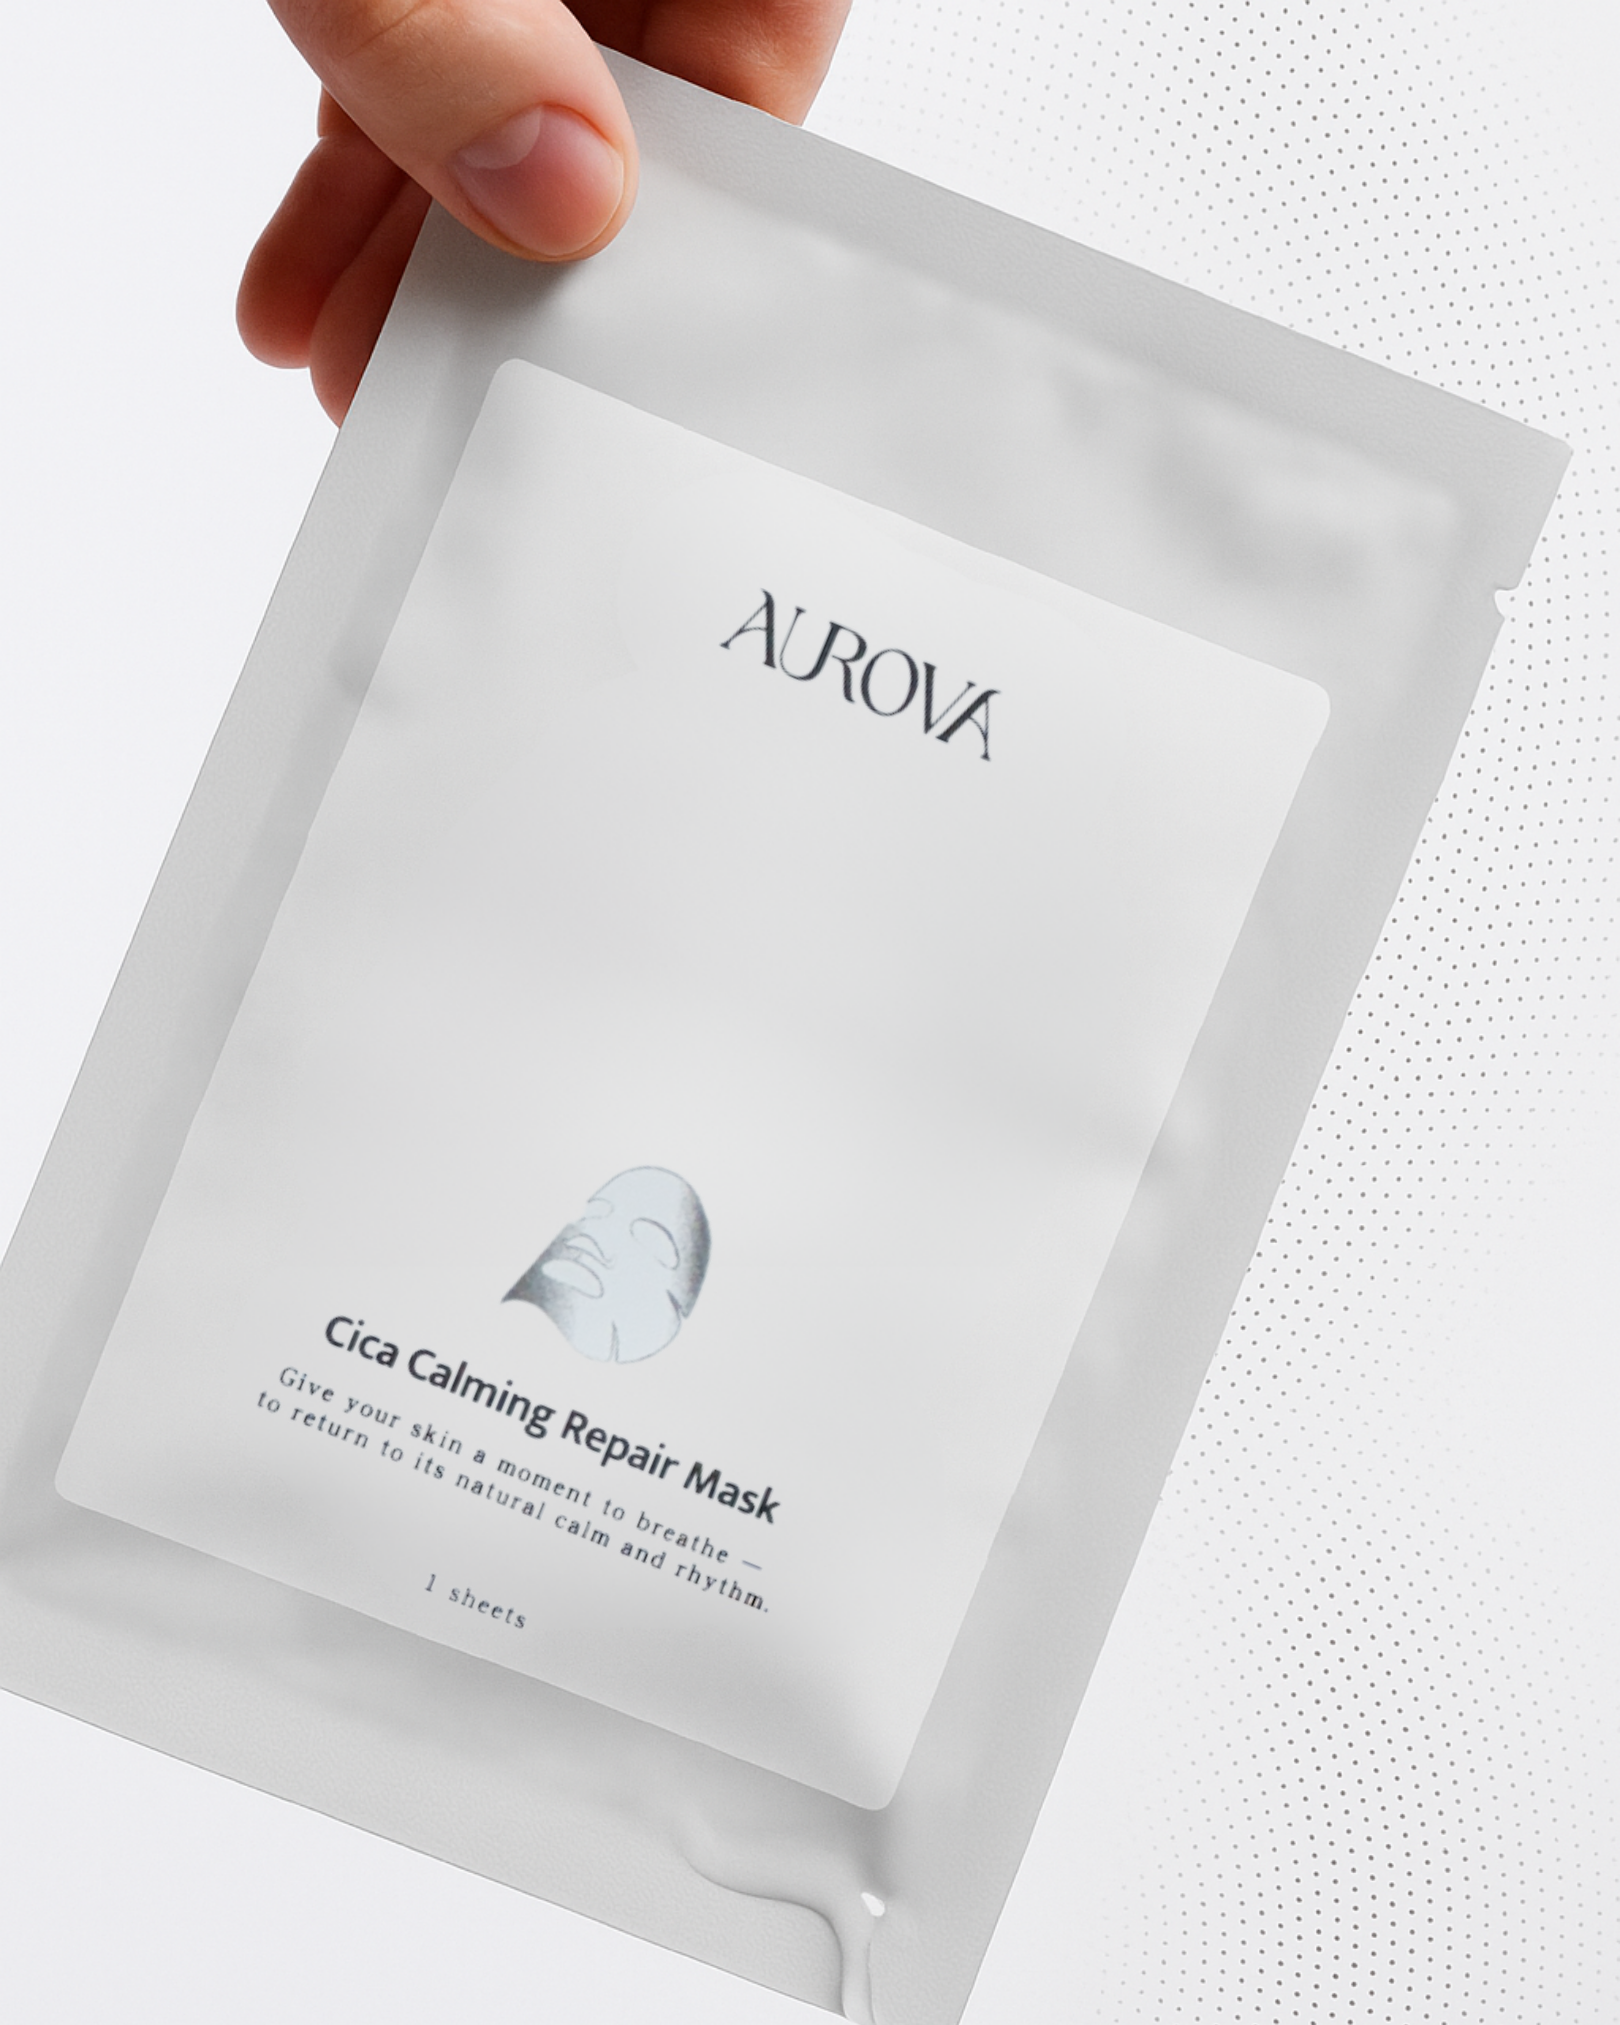 AUROVA
Cica Calming Repair Mask
Give your skin a moment to breathe —
to return to its natural calm and rhythm.
1 sheets